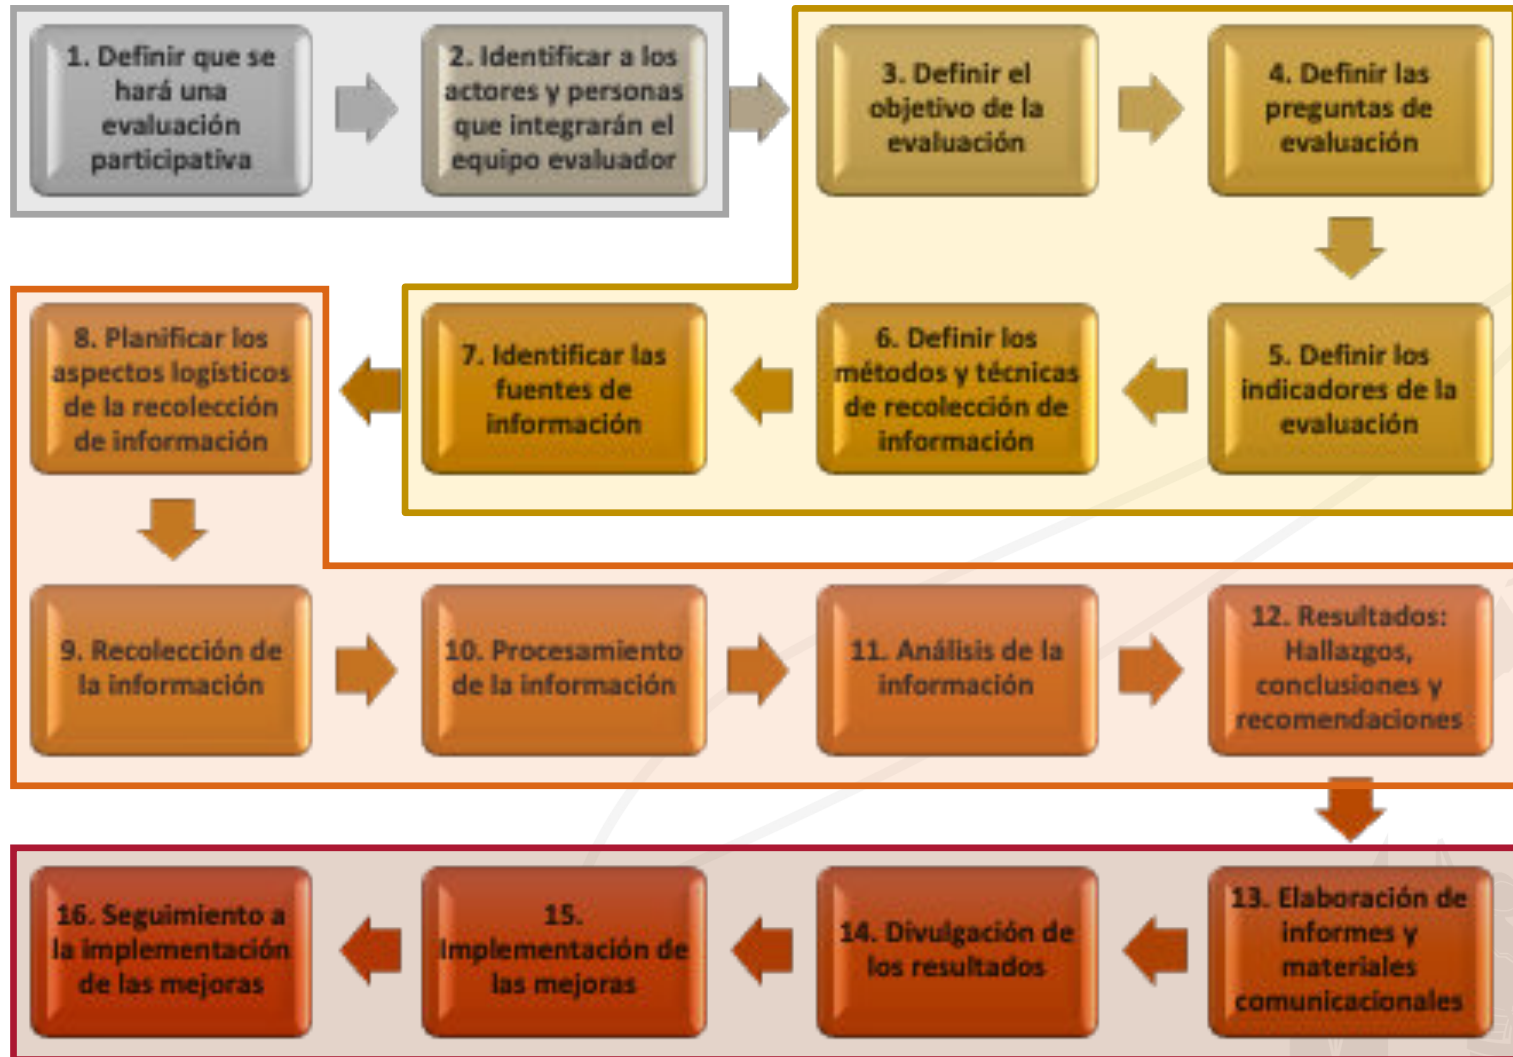 1. Definir que se
hará una
evaluación
participativa
2. Identificar a los
actores y personas
que integrarán el
equipo evaluador
3. Definir el
objetivo de la
evaluación
4. Definir las
preguntas de
evaluación
5. Definir los
indicadores de la
evaluación
6. Definir los
métodos y técnicas
de recolección de
información
7. Identificar las
fuentes de
información
8. Planificar los
aspectos logísticos
de la recolección
de información
9. Recolección de
la información
10. Procesamiento
de la información
11. Análisis de la
información
12. Resultados:
Hallazgos,
conclusiones y
recomendaciones
13. Elaboración de
informes y
materiales
comunicacionales
14. Divulgación de
los resultados
15.
Implementación de
las mejoras
16. Seguimiento a
la implementación
de las mejoras